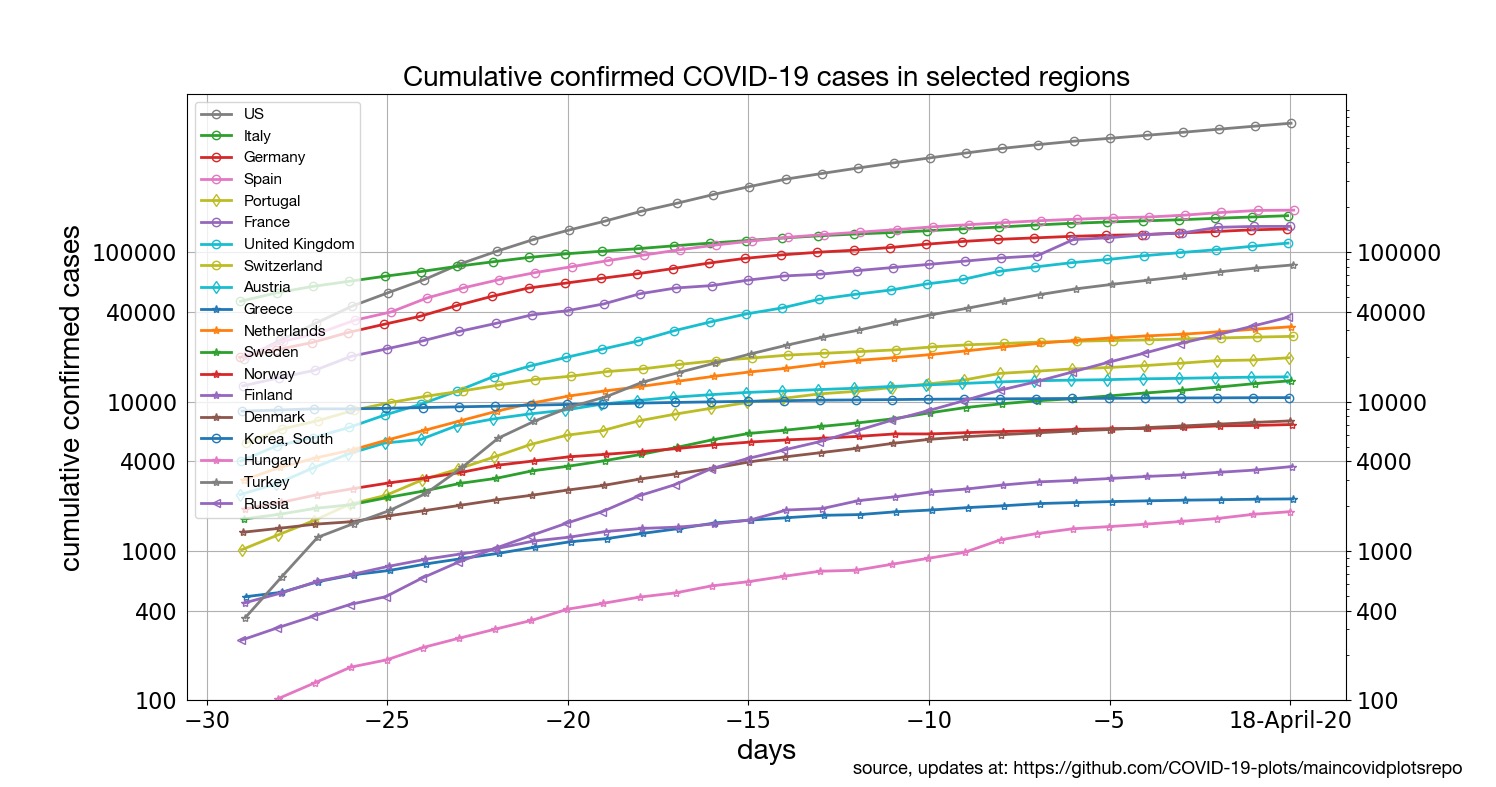 Cumulative confirmed COVID-19 cases in selected regions
US
Italy
Germany
Spain
Portugal
France
United Kingdom
Switzerland
Austria
Greece
Netherlands
Sweden
Norway
Finland
Denmark
Korea, South
Hungary
Turkey
Russia
cumulative confirmed cases
100000
40000
10000
4000
1000
400
100
100000
40000
10000
4000
1000
400
100
−30 −25 −20 −15 −10 −5 18-April-20
days
source, updates at: https://github.com/COVID-19-plots/maincovidplotsrepo